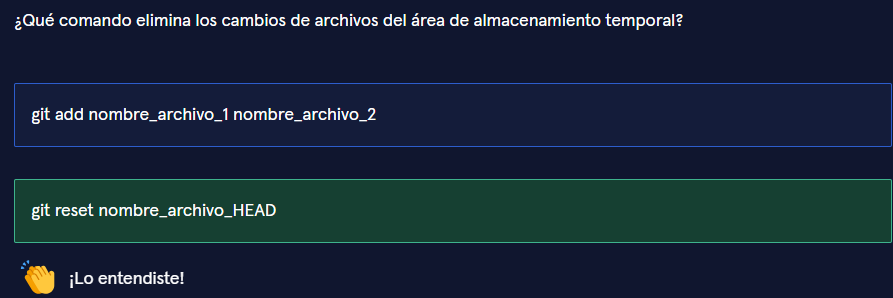 ¿Qué comando elimina los cambios de archivos del área de almacenamiento temporal?
git add nombre_archivo_1 nombre_archivo_2
git reset nombre_archivo_HEAD
¡Lo entendiste!